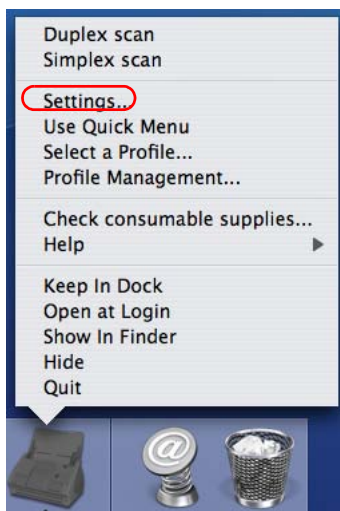 Duplex scan
Simplex scan
Settings...
Use Quick Menu
Select a Profile...
Profile Management...
Check consumable supplies...
Help
Keep In Dock
Open at Login
Show In Finder
Hide
Quit
@